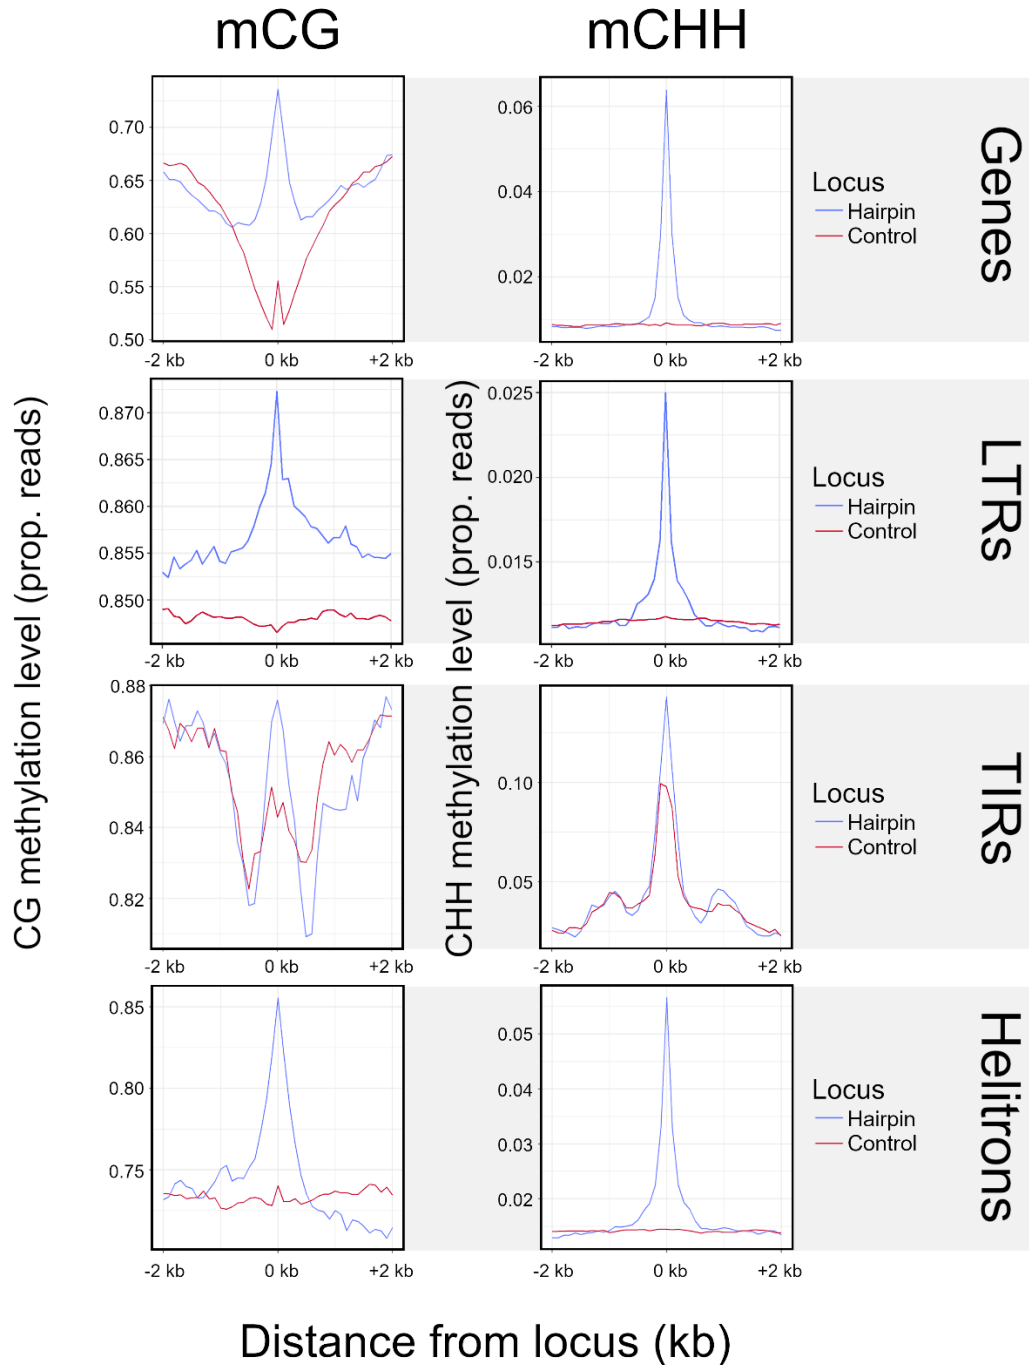 mCG
mCHH
CG methylation level (prop. reads)
CHH methylation level (prop. reads)
0.70
0.65
0.60
0.55
0.50
-2 kb
0 kb
+2 kb
0.06
0.04
0.02
-2 kb
0 kb
+2 kb
Locus
Hairpin
Control
Genes
0.870
0.865
0.860
0.855
0.850
-2 kb
0 kb
+2 kb
0.025
0.020
0.015
-2 kb
0 kb
+2 kb
Locus
Hairpin
Control
LTRs
0.88
0.86
0.84
0.82
-2 kb
0 kb
+2 kb
0.10
0.05
-2 kb
0 kb
+2 kb
Locus
Hairpin
Control
TIRs
0.85
0.80
0.75
-2 kb
0 kb
+2 kb
0.05
0.04
0.03
0.02
-2 kb
0 kb
+2 kb
Locus
Hairpin
Control
Helitrons
Distance from locus (kb)